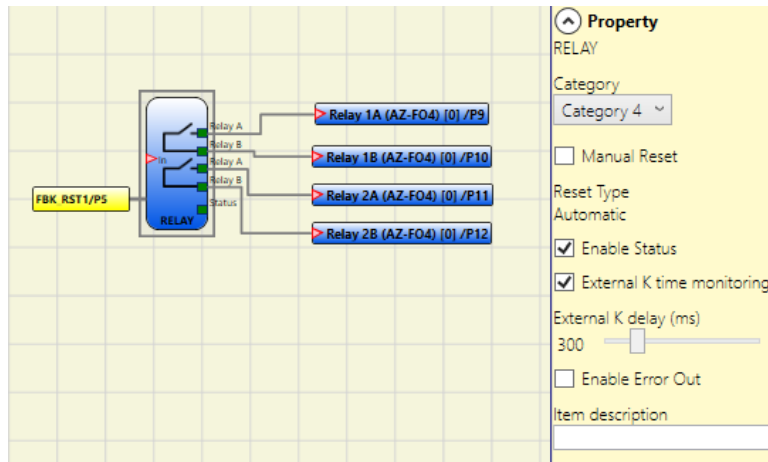 Relay A
Relay B
Relay A
Relay B
Status
In
RELAY
FBK_RST1/P5
Relay 1A (AZ-FO4) [0] /P9
Relay 1B (AZ-FO4) [0] /P10
Relay 2A (AZ-FO4) [0] /P11
Relay 2B (AZ-FO4) [0] /P12
Property
RELAY
Category
Category 4
Manual Reset
Reset Type
Automatic
Enable Status
External K time monitoring
External K delay (ms)
300
Enable Error Out
Item description